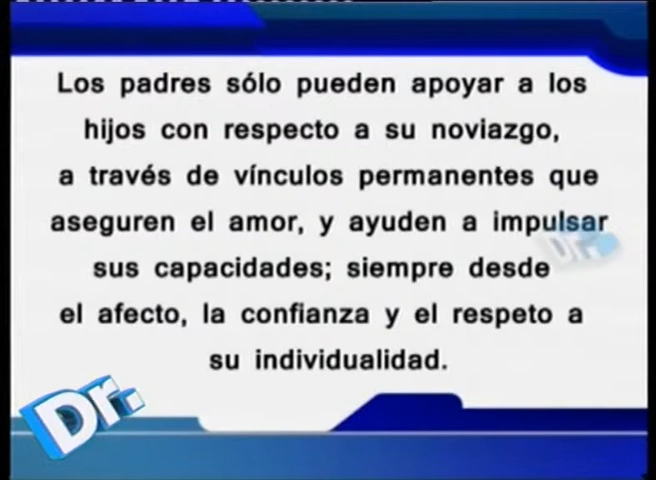 Los padres sólo pueden apoyar a los
hijos con respecto a su noviazgo,
a través de vínculos permanentes que
aseguren el amor, y ayuden a impulsar
sus capacidades; siempre desde
el afecto, la confianza y el respeto a
su individualidad.
Dr.
Dr.